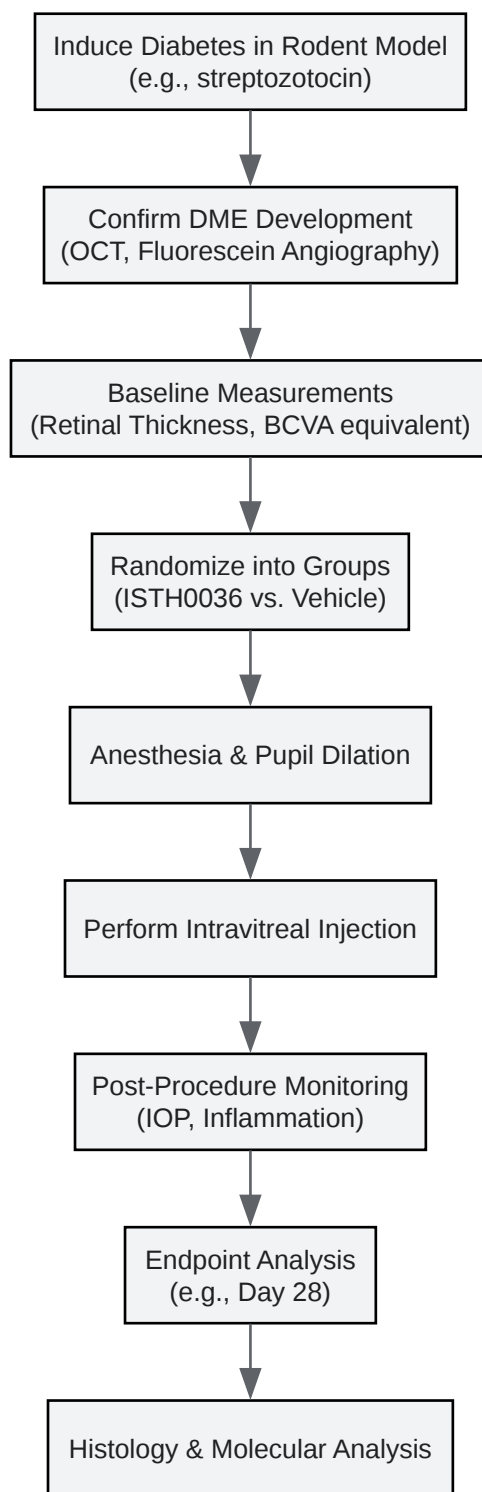 Induce Diabetes in Rodent Model
(e.g., streptozotocin)
Confirm DME Development
(OCT, Fluorescein Angiography)
Baseline Measurements
(Retinal Thickness, BCVA equivalent)
Randomize into Groups
(ISTH0036 vs. Vehicle)
Anesthesia & Pupil Dilation
Perform Intravitreal Injection
Post-Procedure Monitoring
(IOP, Inflammation)
Endpoint Analysis
(e.g., Day 28)
Histology & Molecular Analysis